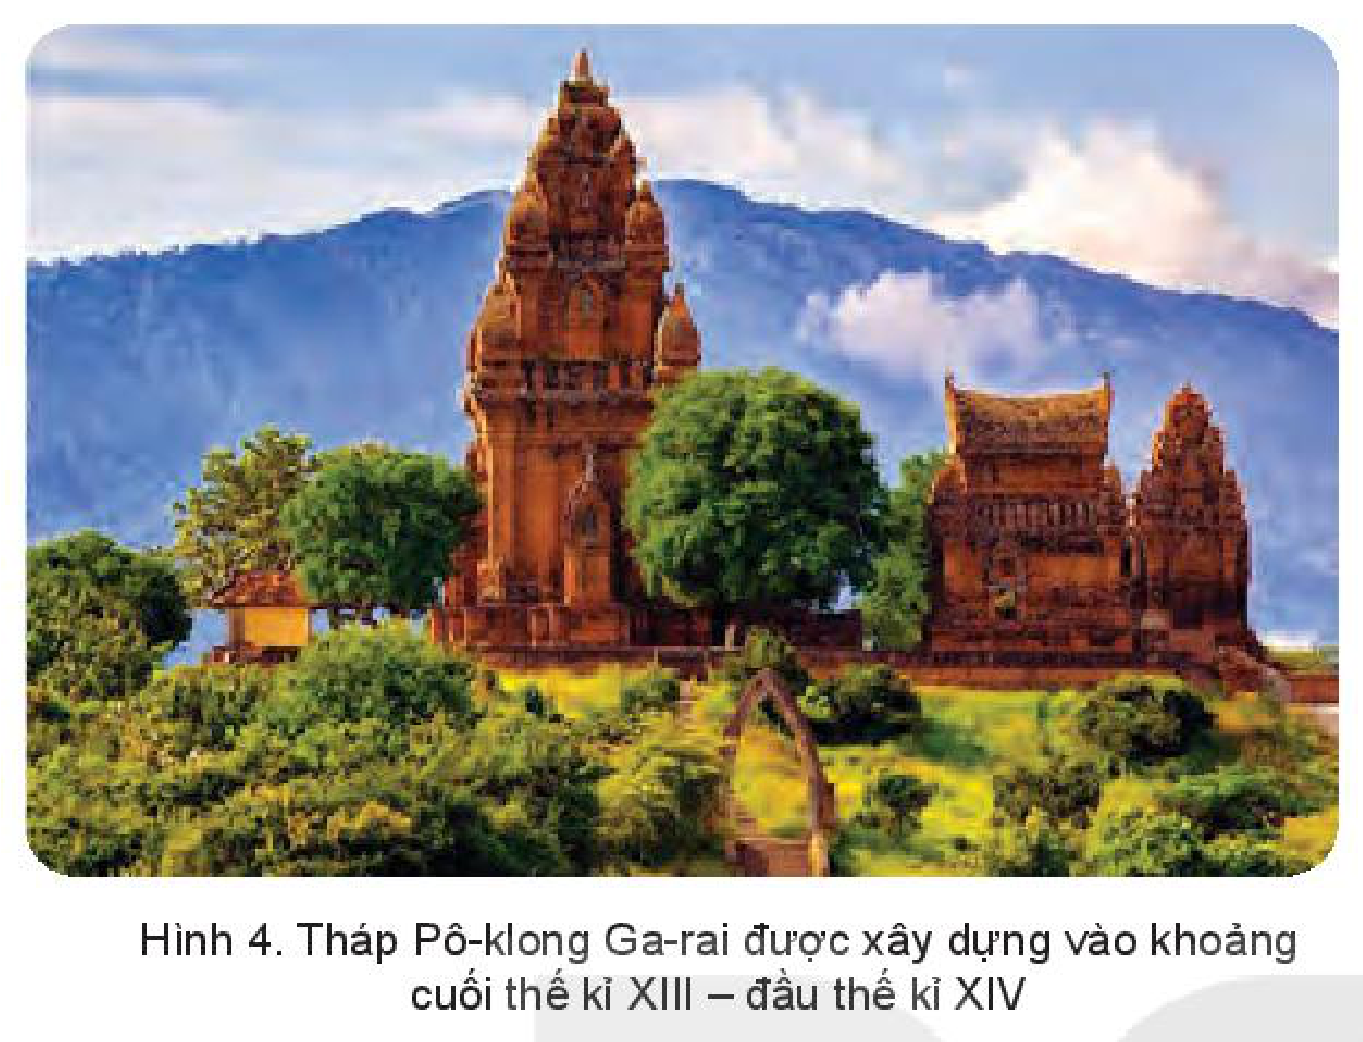 Hình 4. Tháp Pô-klong Ga-rai được xây dựng vào khoảng
cuối thế kỉ XIII – đầu thế kỉ XIV